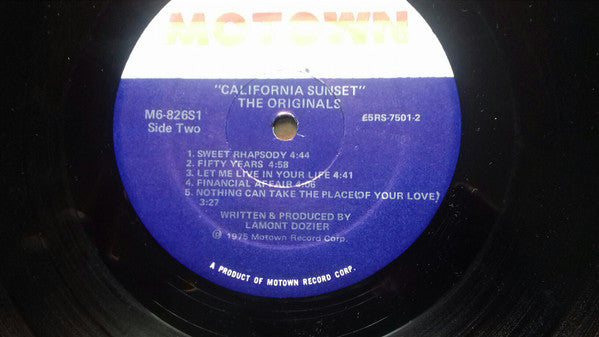 MOTOWN
"CALIFORNIA SUNSET"
THE ORIGINALS
M6-826S1
Side Two
E5RS-7501-2
1. SWEET RHAPSODY 4:44
2. FIFTY YEARS 4:58
3. LET ME LIVE IN YOUR LIFE 4:41
4. FINANCIAL AFFAIR 4:06
5. NOTHING CAN TAKE THE PLACE(OF YOUR LOVE)
3:27
WRITTEN & PRODUCED BY
LAMONT DOZIER
℗ 1975 Motown Record Corp.
A PRODUCT OF MOTOWN RECORD CORP.